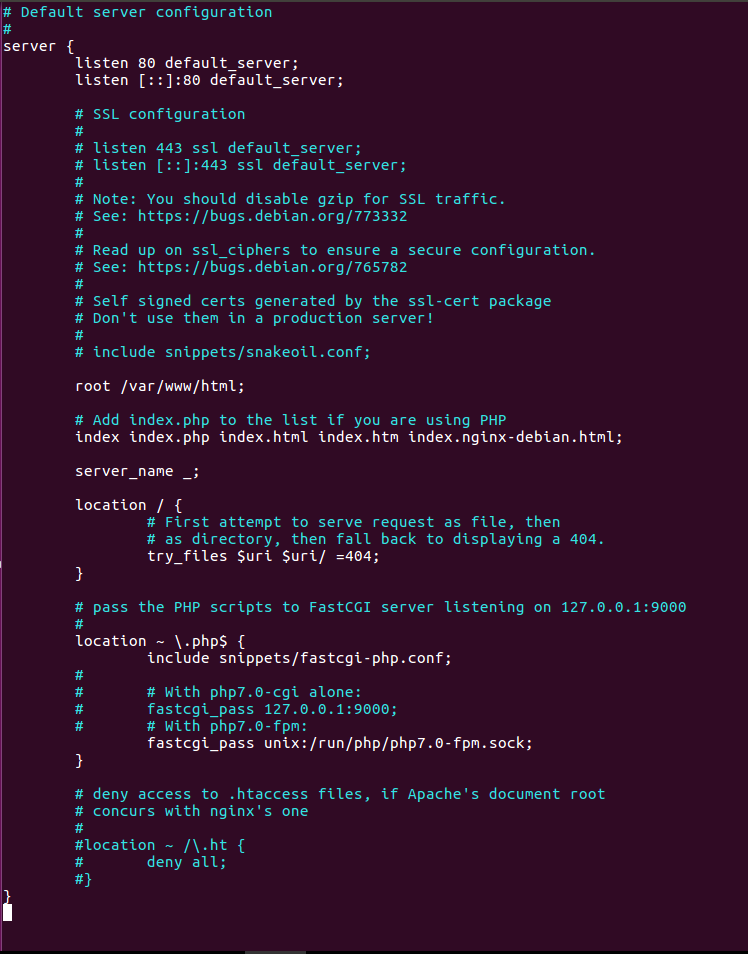 # Default server configuration
#
server {
        listen 80 default_server;
        listen [::]:80 default_server;

        # SSL configuration
        #
        # listen 443 ssl default_server;
        # listen [::]:443 ssl default_server;
        #
        # Note: You should disable gzip for SSL traffic.
        # See: https://bugs.debian.org/773332
        #
        # Read up on ssl_ciphers to ensure a secure configuration.
        # See: https://bugs.debian.org/765782
        #
        # Self signed certs generated by the ssl-cert package
        # Don't use them in a production server!
        #
        # include snippets/snakeoil.conf;

        root /var/www/html;

        # Add index.php to the list if you are using PHP
        index index.php index.html index.htm index.nginx-debian.html;

        server_name _;

        location / {
                # First attempt to serve request as file, then
                # as directory, then fall back to displaying a 404.
                try_files $uri $uri/ =404;
        }

        # pass the PHP scripts to FastCGI server listening on 127.0.0.1:9000
        #
        location ~ \.php$ {
                include snippets/fastcgi-php.conf;
        #
        #       # With php7.0-cgi alone:
        #       fastcgi_pass 127.0.0.1:9000;
        #       # With php7.0-fpm:
                fastcgi_pass unix:/run/php/php7.0-fpm.sock;
        }

        # deny access to .htaccess files, if Apache's document root
        # concurs with nginx's one
        #
        #location ~ /\.ht {
        #       deny all;
        #}
}